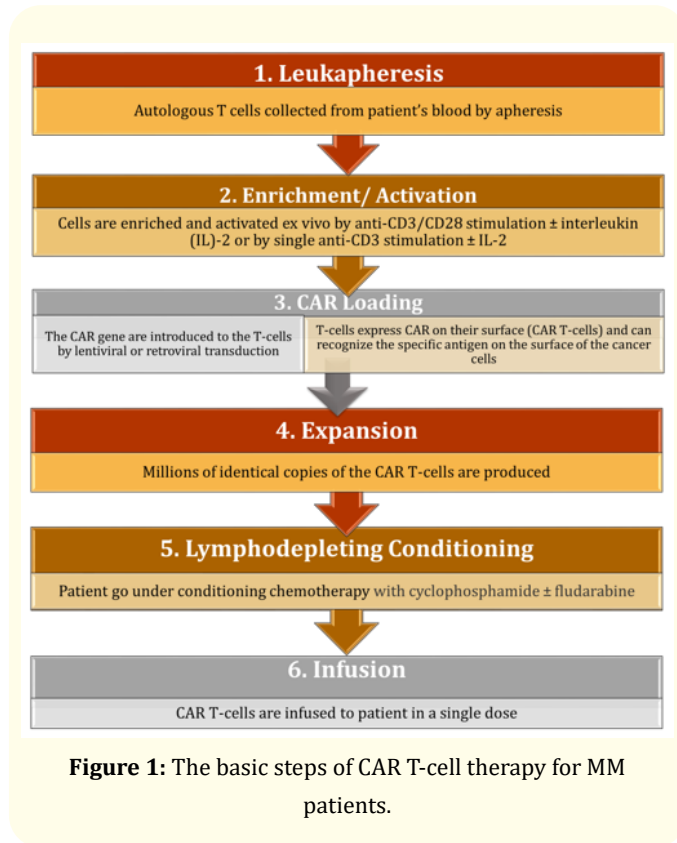 1. Leukapheresis
Autologous T cells collected from patient's blood by apheresis
2. Enrichment/ Activation
Cells are enriched and activated ex vivo by anti-CD3/CD28 stimulation ± interleukin
(IL)-2 or by single anti-CD3 stimulation ± IL-2
3. CAR Loading
The CAR gene are introduced to the T-cells
by lentiviral or retroviral transduction
T-cells express CAR on their surface (CAR T-cells) and can
recognize the specific antigen on the surface of the cancer
cells
4. Expansion
Millions of identical copies of the CAR T-cells are produced
5. Lymphodepleting Conditioning
Patient go under conditioning chemotherapy with cyclophosphamide ± fludarabine
6. Infusion
CAR T-cells are infused to patient in a single dose
Figure 1: The basic steps of CAR T-cell therapy for MM
patients.